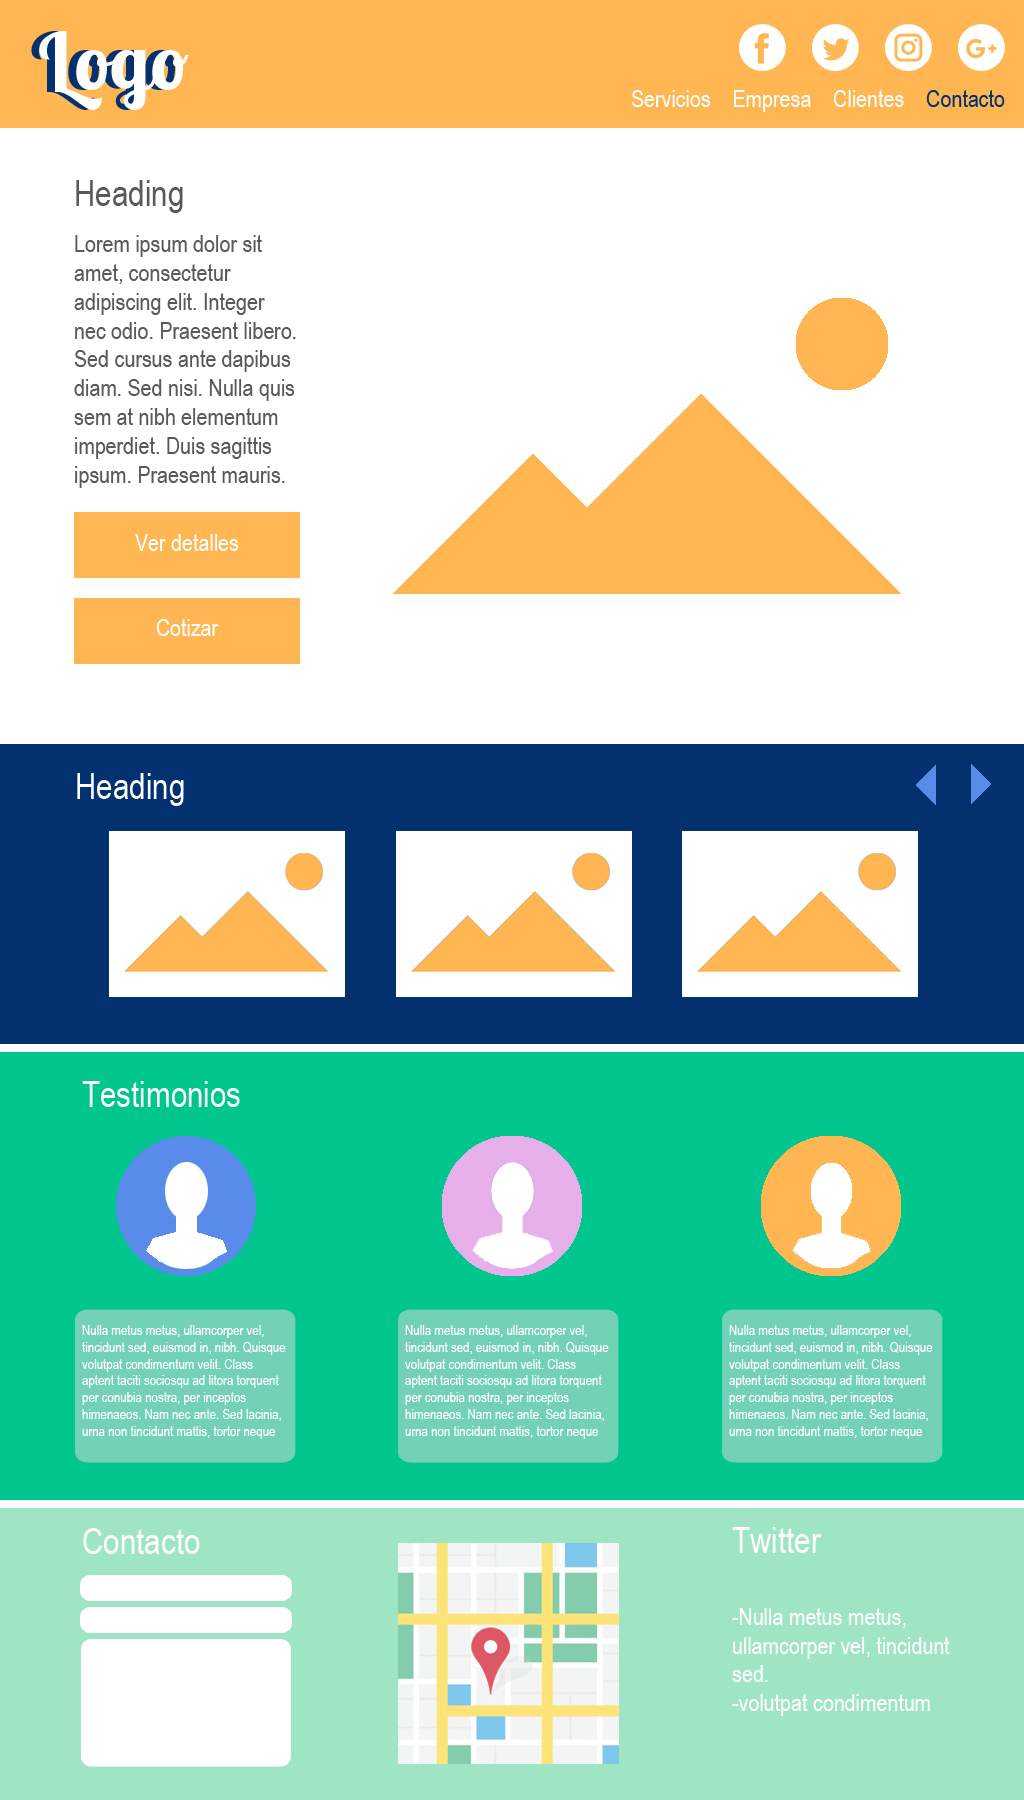 Logo
Servicios Empresa Clientes Contacto
Heading
Lorem ipsum dolor sit
amet, consectetur
adipiscing elit. Integer
nec odio. Praesent libero.
Sed cursus ante dapibus
diam. Sed nisi. Nulla quis
sem at nibh elementum
imperdiet. Duis sagittis
ipsum. Praesent mauris.
Ver detalles
Cotizar
Heading
Testimonios
Nulla metus metus, ullamcorper vel,
tincidunt sed, euismod in, nibh. Quisque
volutpat condimentum velit. Class
aptent taciti sociosqu ad litora torquent
per conubia nostra, per inceptos
himenaeos. Nam nec ante. Sed lacinia,
urna non tincidunt mattis, tortor neque
Nulla metus metus, ullamcorper vel,
tincidunt sed, euismod in, nibh. Quisque
volutpat condimentum velit. Class
aptent taciti sociosqu ad litora torquent
per conubia nostra, per inceptos
himenaeos. Nam nec ante. Sed lacinia,
urna non tincidunt mattis, tortor neque
Nulla metus metus, ullamcorper vel,
tincidunt sed, euismod in, nibh. Quisque
volutpat condimentum velit. Class
aptent taciti sociosqu ad litora torquent
per conubia nostra, per inceptos
himenaeos. Nam nec ante. Sed lacinia,
urna non tincidunt mattis, tortor neque
Contacto
Twitter
-Nulla metus metus,
ullamcorper vel, tincidunt
sed.
-volutpat condimentum